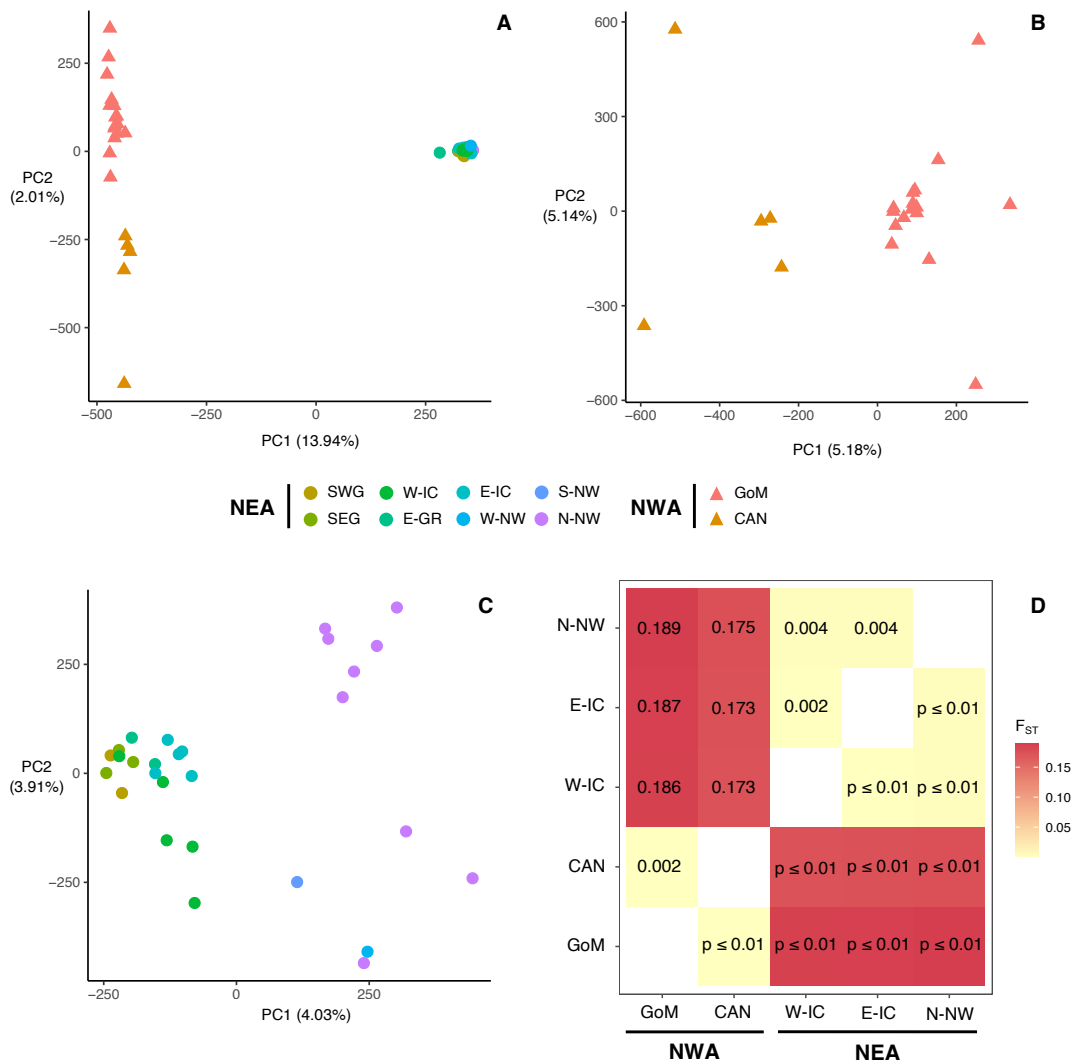 A
250
0
−250
−500
PC2
(2.01%)
−500
−250
0
250
PC1 (13.94%)
B
600
300
0
−300
−600
PC2
(5.14%)
−600
−400
−200
0
200
PC1 (5.18%)
NEA
SWG W-IC E-IC S-NW
SEG E-GR W-NW N-NW
NWA
GoM
CAN
C
250
0
−250
PC2
(3.91%)
−250
0
250
PC1 (4.03%)
D
N-NW 0.189 0.175 0.004 0.004
E-IC 0.187 0.173 0.002 p ≤ 0.01
W-IC 0.186 0.173 p ≤ 0.01 p ≤ 0.01
CAN 0.002 p ≤ 0.01 p ≤ 0.01 p ≤ 0.01
GoM p ≤ 0.01 p ≤ 0.01 p ≤ 0.01 p ≤ 0.01
GoM CAN W-IC E-IC N-NW
NWA NEA
FST
0.15
0.10
0.05